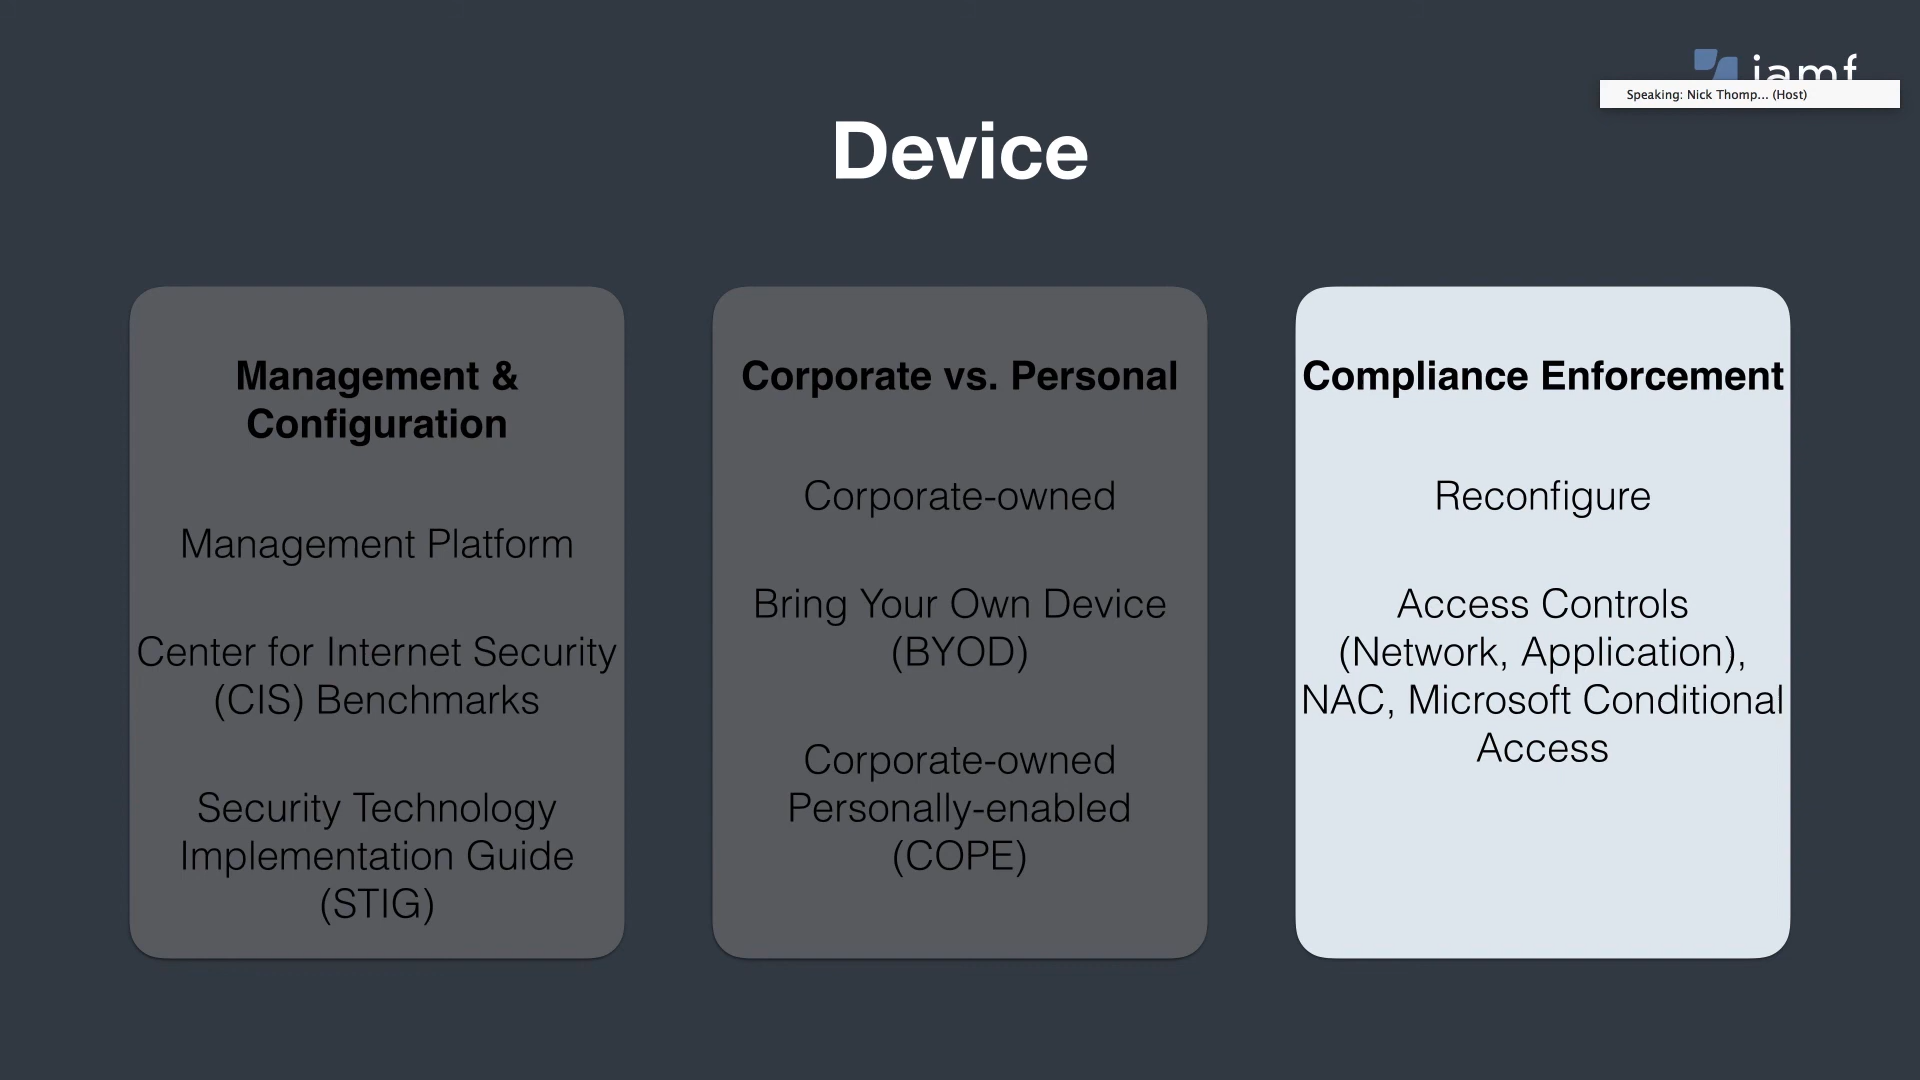 jamf
Speaking: Nick Thomp... (Host)
Device
Management &
Configuration
Management Platform
Center for Internet Security
(CIS) Benchmarks
Security Technology
Implementation Guide
(STIG)
Corporate vs. Personal
Corporate-owned
Bring Your Own Device
(BYOD)
Corporate-owned
Personally-enabled
(COPE)
Compliance Enforcement
Reconfigure
Access Controls
(Network, Application),
NAC, Microsoft Conditional
Access